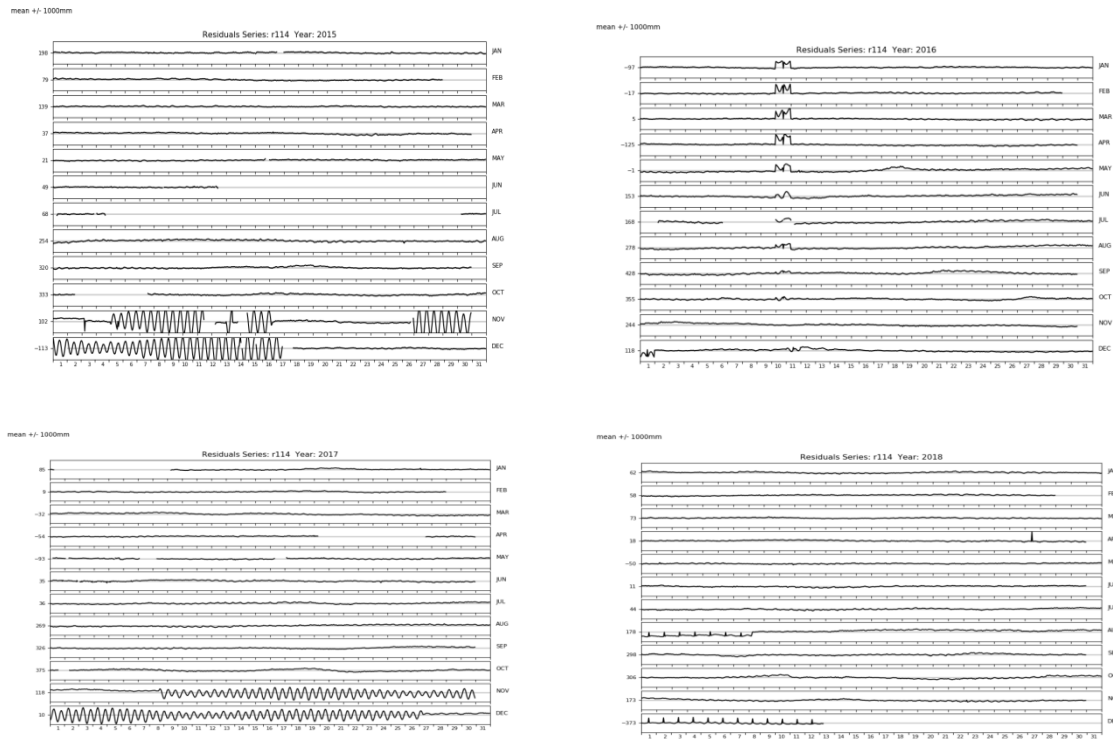 mean +/- 1000mm
Residuals Series: r114 Year: 2015
198 JAN
79 FEB
139 MAR
37 APR
21 MAY
49 JUN
68 JUL
254 AUG
320 SEP
333 OCT
102 NOV
−113 DEC
1 2 3 4 5 6 7 8 9 10 11 12 13 14 15 16 17 18 19 20 21 22 23 24 25 26 27 28 29 30 31
mean +/- 1000mm
Residuals Series: r114 Year: 2016
−97 JAN
−17 FEB
5 MAR
−125 APR
−1 MAY
153 JUN
168 JUL
278 AUG
428 SEP
355 OCT
244 NOV
118 DEC
1 2 3 4 5 6 7 8 9 10 11 12 13 14 15 16 17 18 19 20 21 22 23 24 25 26 27 28 29 30 31
mean +/- 1000mm
Residuals Series: r114 Year: 2017
85 JAN
8 FEB
−32 MAR
−54 APR
−93 MAY
35 JUN
36 JUL
269 AUG
326 SEP
375 OCT
118 NOV
10 DEC
1 2 3 4 5 6 7 8 9 10 11 12 13 14 15 16 17 18 19 20 21 22 23 24 25 26 27 28 29 30 31
mean +/- 1000mm
Residuals Series: r114 Year: 2018
62 JA
58 FE
73 M
18 AP
−50 M
11 JU
44 JU
178 AU
298 SE
306 O
173 NO
−373 DE
1 2 3 4 5 6 7 8 9 10 11 12 13 14 15 16 17 18 19 20 21 22 23 24 25 26 27 28 29 30 31